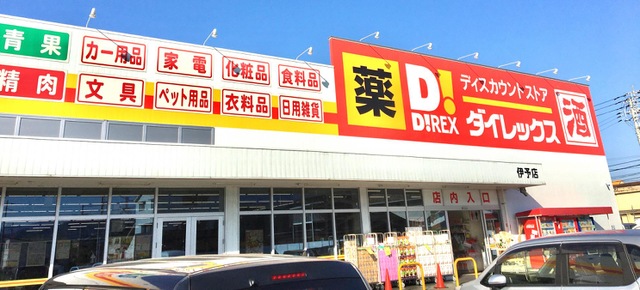 青果
カー用品
家電
化粧品
食料品
精肉
文具
ペット用品
衣料品
日用雑貨
薬
D!
D!REX
ディスカウントストア
ダイレックス
酒
伊予店
店内入口